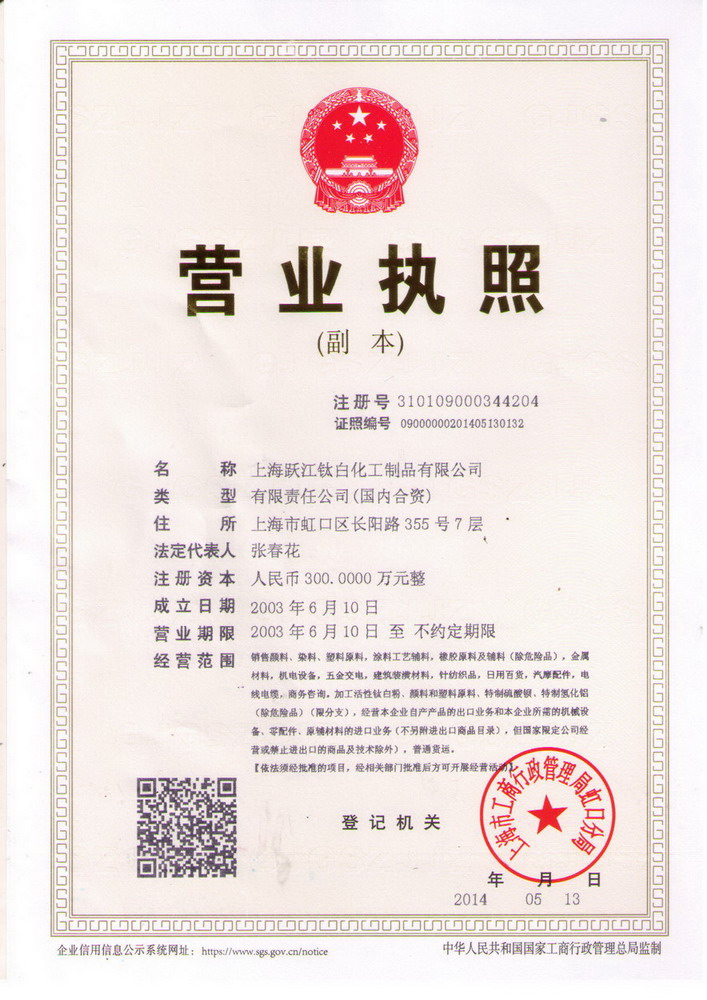 营业执照
(副 本)
注册号 310109000344204
证照编号 09000000201405130132
名 称 上海跃江钛白化工制品有限公司
类 型 有限责任公司(国内合资)
住 所 上海市虹口区长阳路355号7层
法定代表人 张春花
注册资本 人民币300.0000万元整
成立日期 2003年6月10日
营业期限 2003年6月10日 至 不约定期限
经营范围 销售颜料、染料、塑料原料,涂料工艺辅料,橡胶原料及辅料(除危险品),金属
材料,机电设备,五金交电,建筑装潢材料,针纺织品,日用百货,汽摩配件,电
线电缆,商务咨询。加工活性钛白粉、颜料和塑料原料、特制硫酸钡、特制氢化铝
(除危险品)(限分支),经营本企业自产产品的出口业务和本企业所需的机械设
备、零配件、原辅材料的进口业务(不另附进出口商品目录),但国家限定公司经
营或禁止进出口的商品及技术除外),普通货运。
【依法须经批准的项目,经相关部门批准后方可开展经营活动】
登记机关
上海市工商行政管理局虹口分局
年 月 日
2014 05 13
企业信用信息公示系统网址:https://www.sgs.gov.cn/notice
中华人民共和国国家工商行政管理总局监制